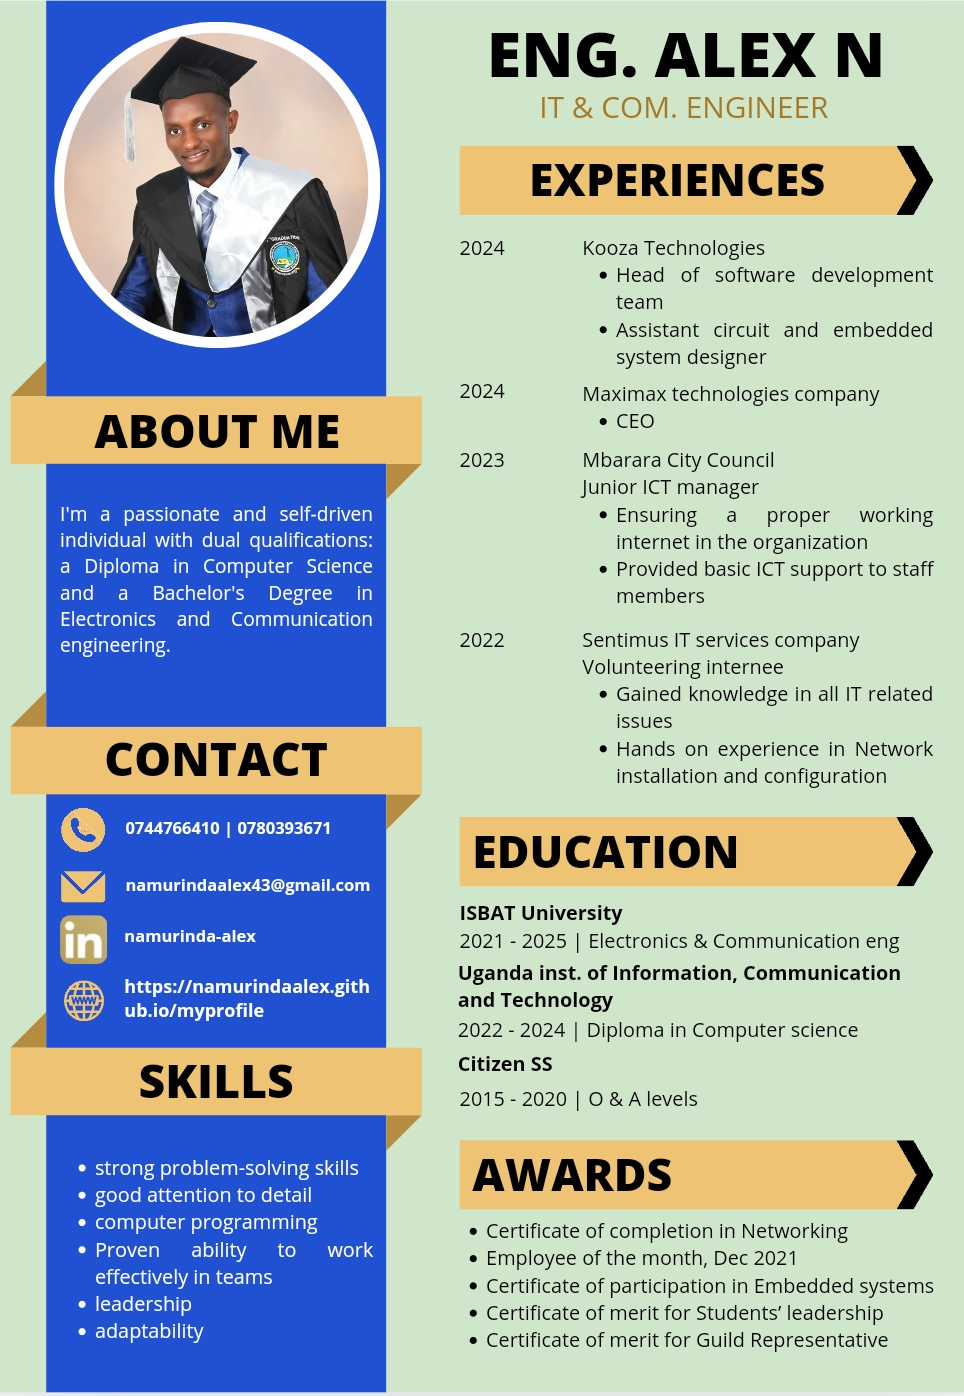 ENG. ALEX N
IT & COM. ENGINEER
ABOUT ME
I'm a passionate and self-driven
individual with dual qualifications:
a Diploma in Computer Science
and a Bachelor's Degree in
Electronics and Communication
engineering.
CONTACT
0744766410 | 0780393671
namurindaalex43@gmail.com
in
namurinda-alex
WWW
https://namurindaalex.gith
ub.io/myprofile
SKILLS
strong problem-solving skills
good attention to detail
computer programming
Proven ability to work
effectively in teams
leadership
adaptability
EXPERIENCES
2024
Kooza Technologies
Head of software development
team
Assistant circuit and embedded
system designer
2024
Maximax technologies company
CEO
2023
Mbarara City Council
Junior ICT manager
Ensuring a proper working
internet in the organization
Provided basic ICT support to staff
members
2022
Sentimus IT services company
Volunteering internee
Gained knowledge in all IT related
issues
Hands on experience in Network
installation and configuration
EDUCATION
ISBAT University
2021 - 2025 | Electronics & Communication eng
Uganda inst. of Information, Communication
and Technology
2022 - 2024 | Diploma in Computer science
Citizen SS
2015 - 2020 | O & A levels
AWARDS
Certificate of completion in Networking
Employee of the month, Dec 2021
Certificate of participation in Embedded systems
Certificate of merit for Students’ leadership
Certificate of merit for Guild Representative